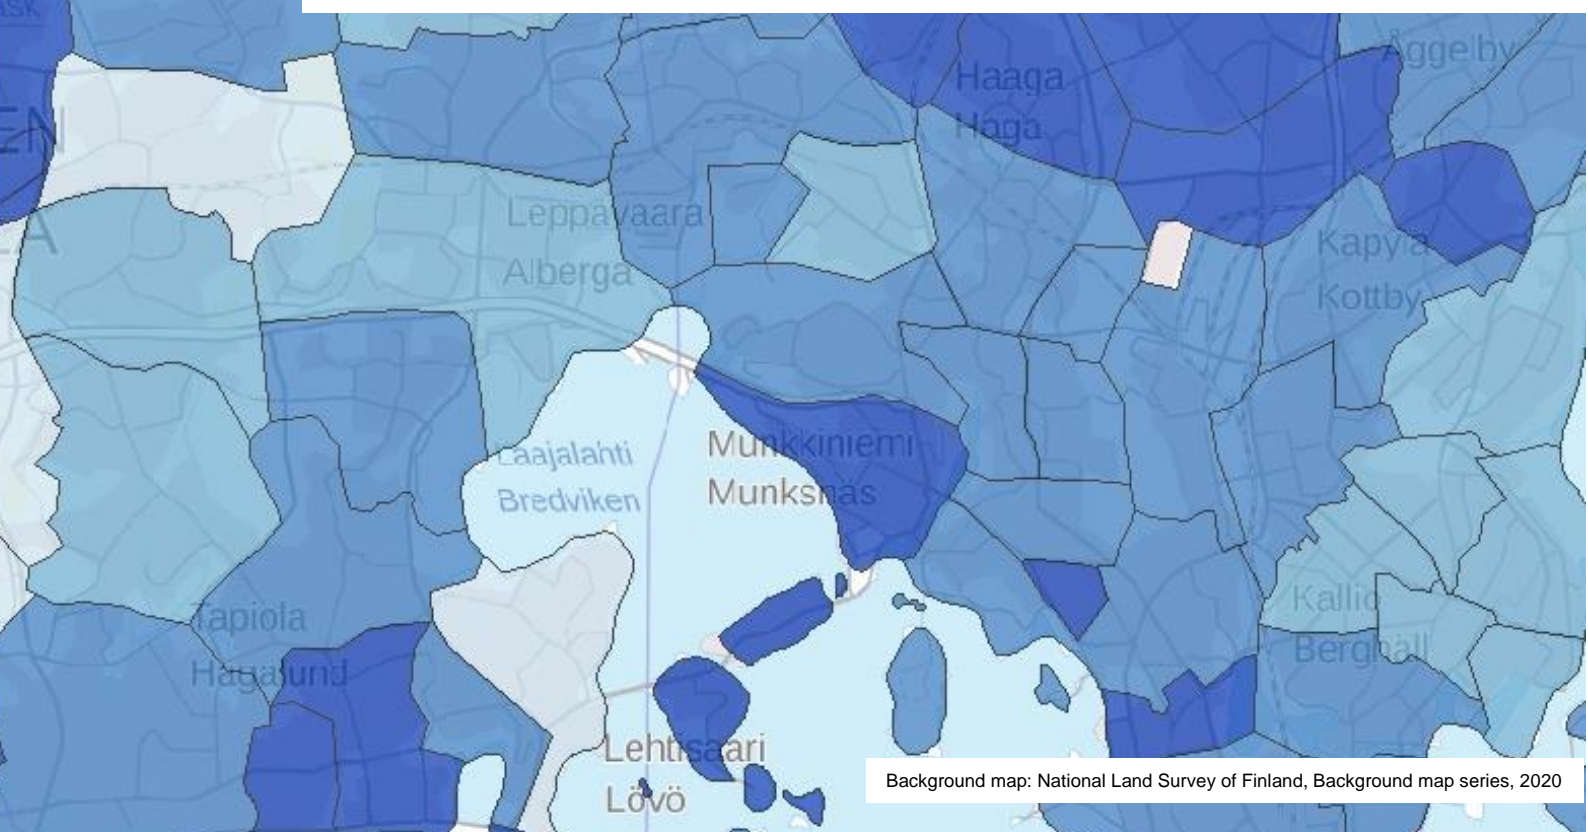 EN
Åggelby
Haaga
Haga
Leppävaara
Alberga
Käpylä
Kottby
Laajalahti
Bredviken
Munkkiniemi
Munksnäs
Kallio
Berghäll
Tapiola
Hagalund
Lehtisaari
Lövö
Background map: National Land Survey of Finland, Background map series, 2020